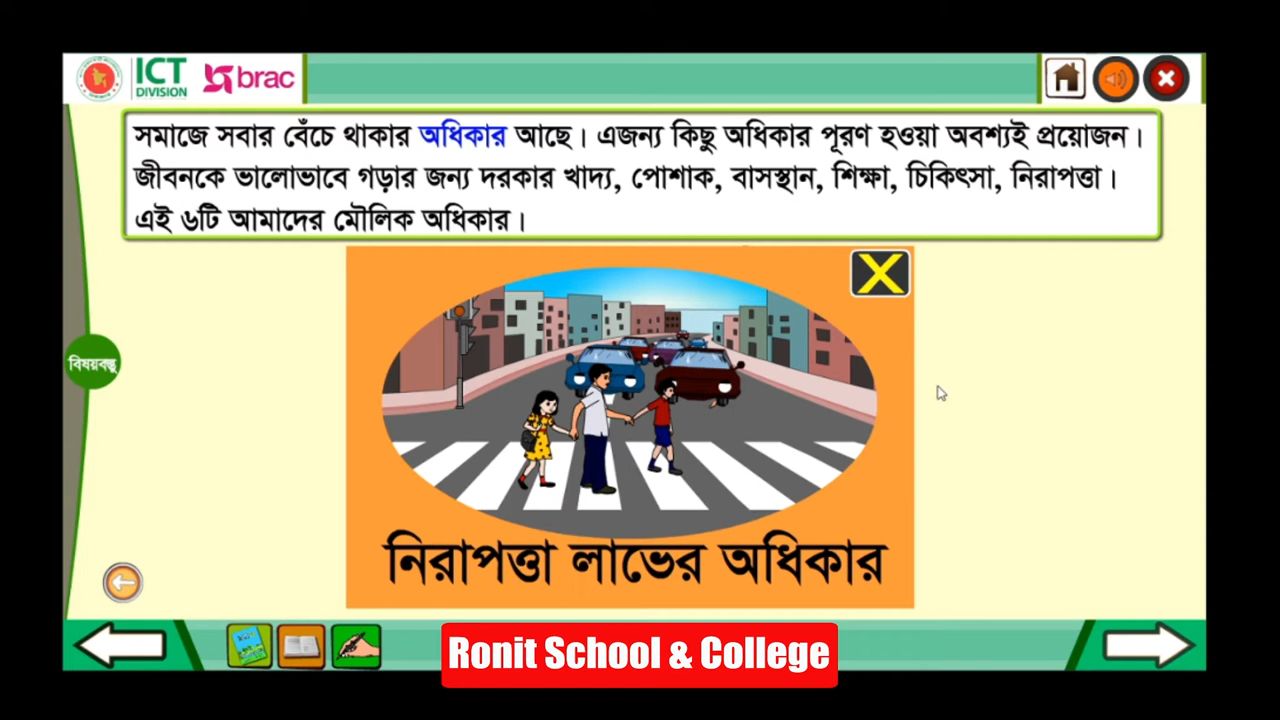 ICT
DIVISION
brac
সমাজে সবার বেঁচে থাকার অধিকার আছে। এজন্য কিছু অধিকার পূরণ হওয়া অবশ্যই প্রয়োজন।
জীবনকে ভালোভাবে গড়ার জন্য দরকার খাদ্য, পোশাক, বাসস্থান, শিক্ষা, চিকিৎসা, নিরাপত্তা।
এই ৬টি আমাদের মৌলিক অধিকার।
X
বিষয়বস্তু
নিরাপত্তা লাভের অধিকার
Ronit School & College